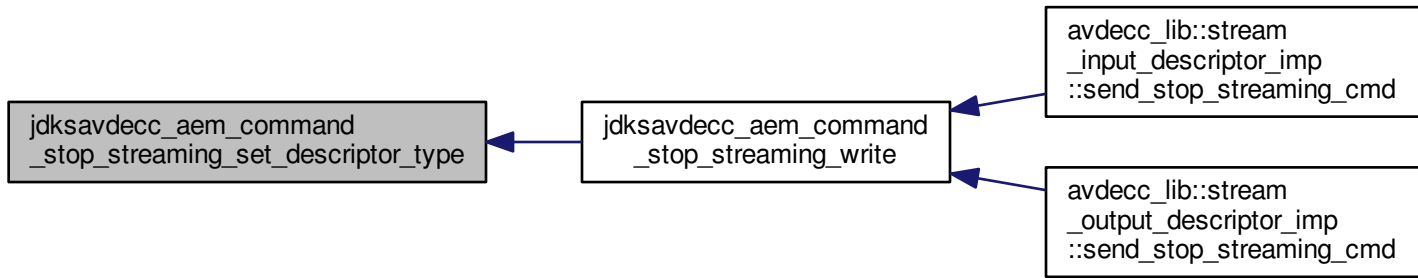 jdksavdecc_aem_command
_stop_streaming_set_descriptor_type
jdksavdecc_aem_command
_stop_streaming_write
avdecc_lib::stream
_input_descriptor_imp
::send_stop_streaming_cmd
avdecc_lib::stream
_output_descriptor_imp
::send_stop_streaming_cmd